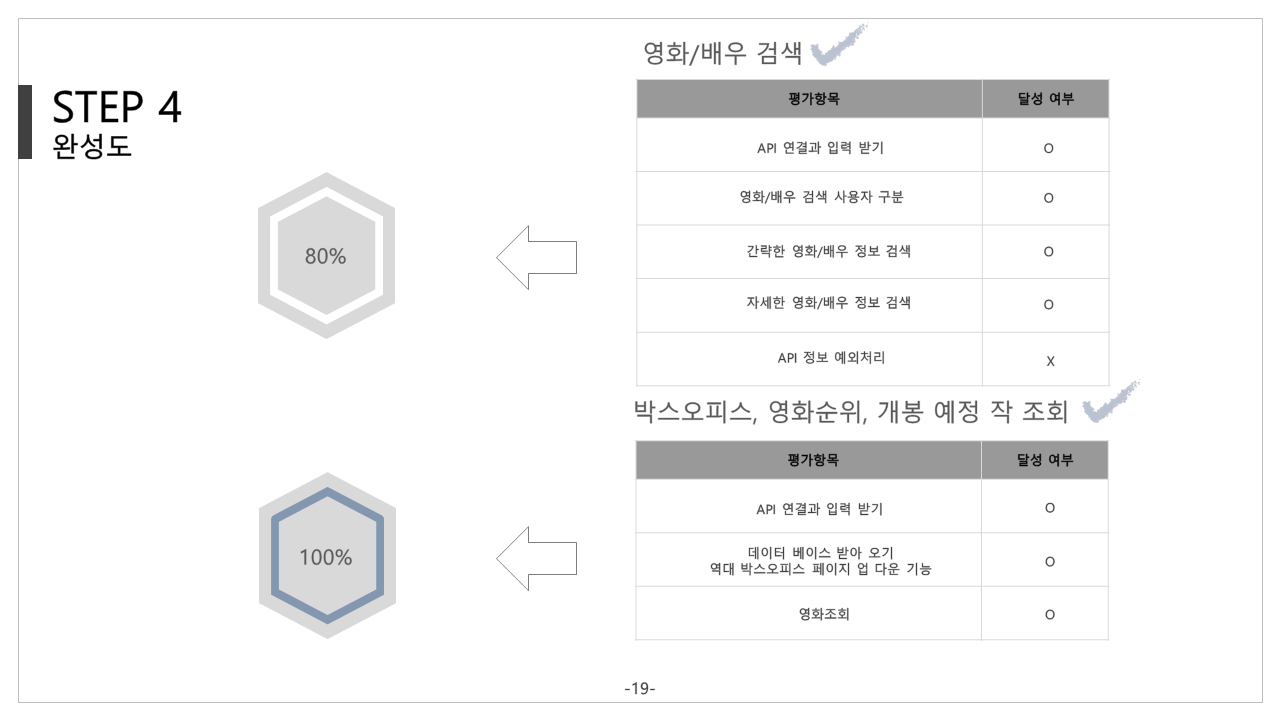 STEP 4
완성도
영화/배우 검색
평가항목 달성 여부
API 연결과 입력 받기 O
영화/배우 검색 사용자 구분 O
간략한 영화/배우 정보 검색 O
자세한 영화/배우 정보 검색 O
API 정보 예외처리 X
80%
박스오피스, 영화순위, 개봉 예정 작 조회
평가항목 달성 여부
API 연결과 입력 받기 O
데이터 베이스 받아 오기
역대 박스오피스 페이지 업 다운 기능 O
영화조회 O
100%
-19-